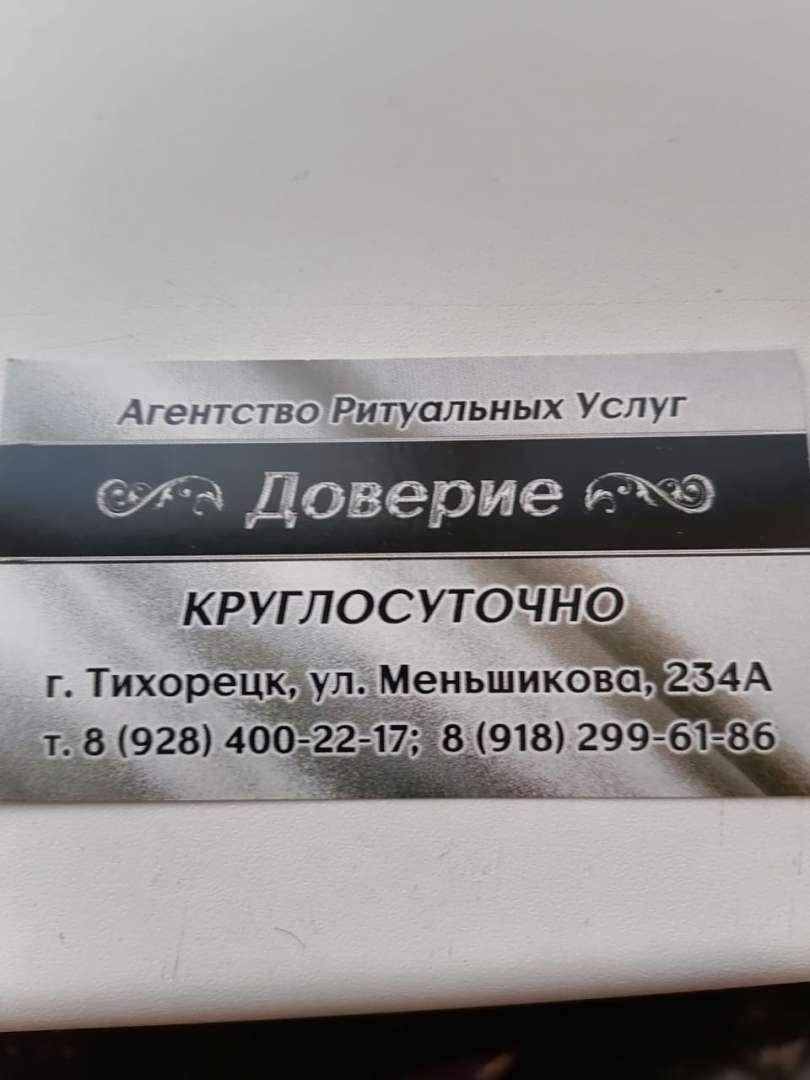 Агентство Ритуальных Услуг
Доверие
КРУГЛОСУТОЧНО
г. Тихорецк, ул. Меньшикова, 234А
т. 8 (928) 400-22-17; 8 (918) 299-61-86